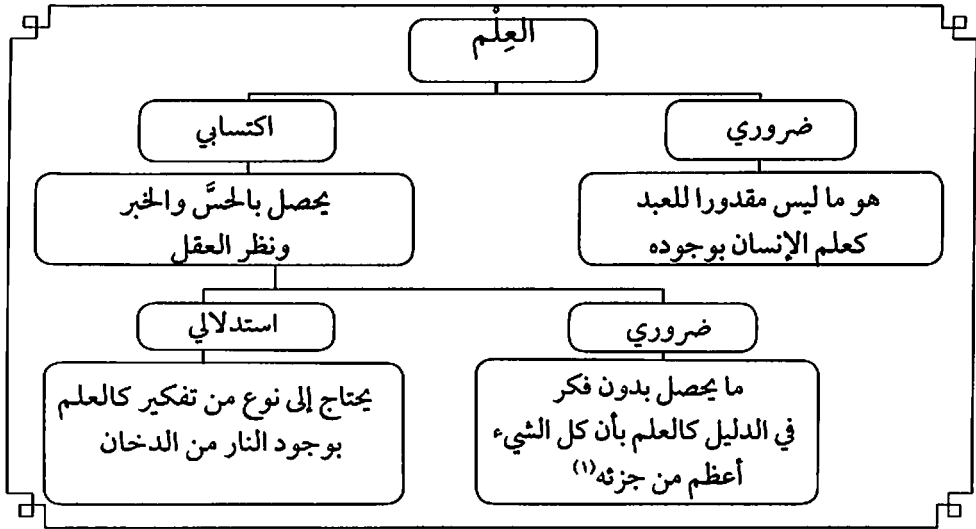 العِلْم
ضروري
اكتسابي
هو ما ليس مقدورا للعبد
كعلم الإنسان بوجوده
يحصل بالحسَّ والخبر
ونظر العقل
ضروري
استدلالي
ما يحصل بدون فكر
في الدليل كالعلم بأن كل الشيء
أعظم من جزئه(١)
يحتاج إلى نوع من تفكير كالعلم
بوجود النار من الدخان